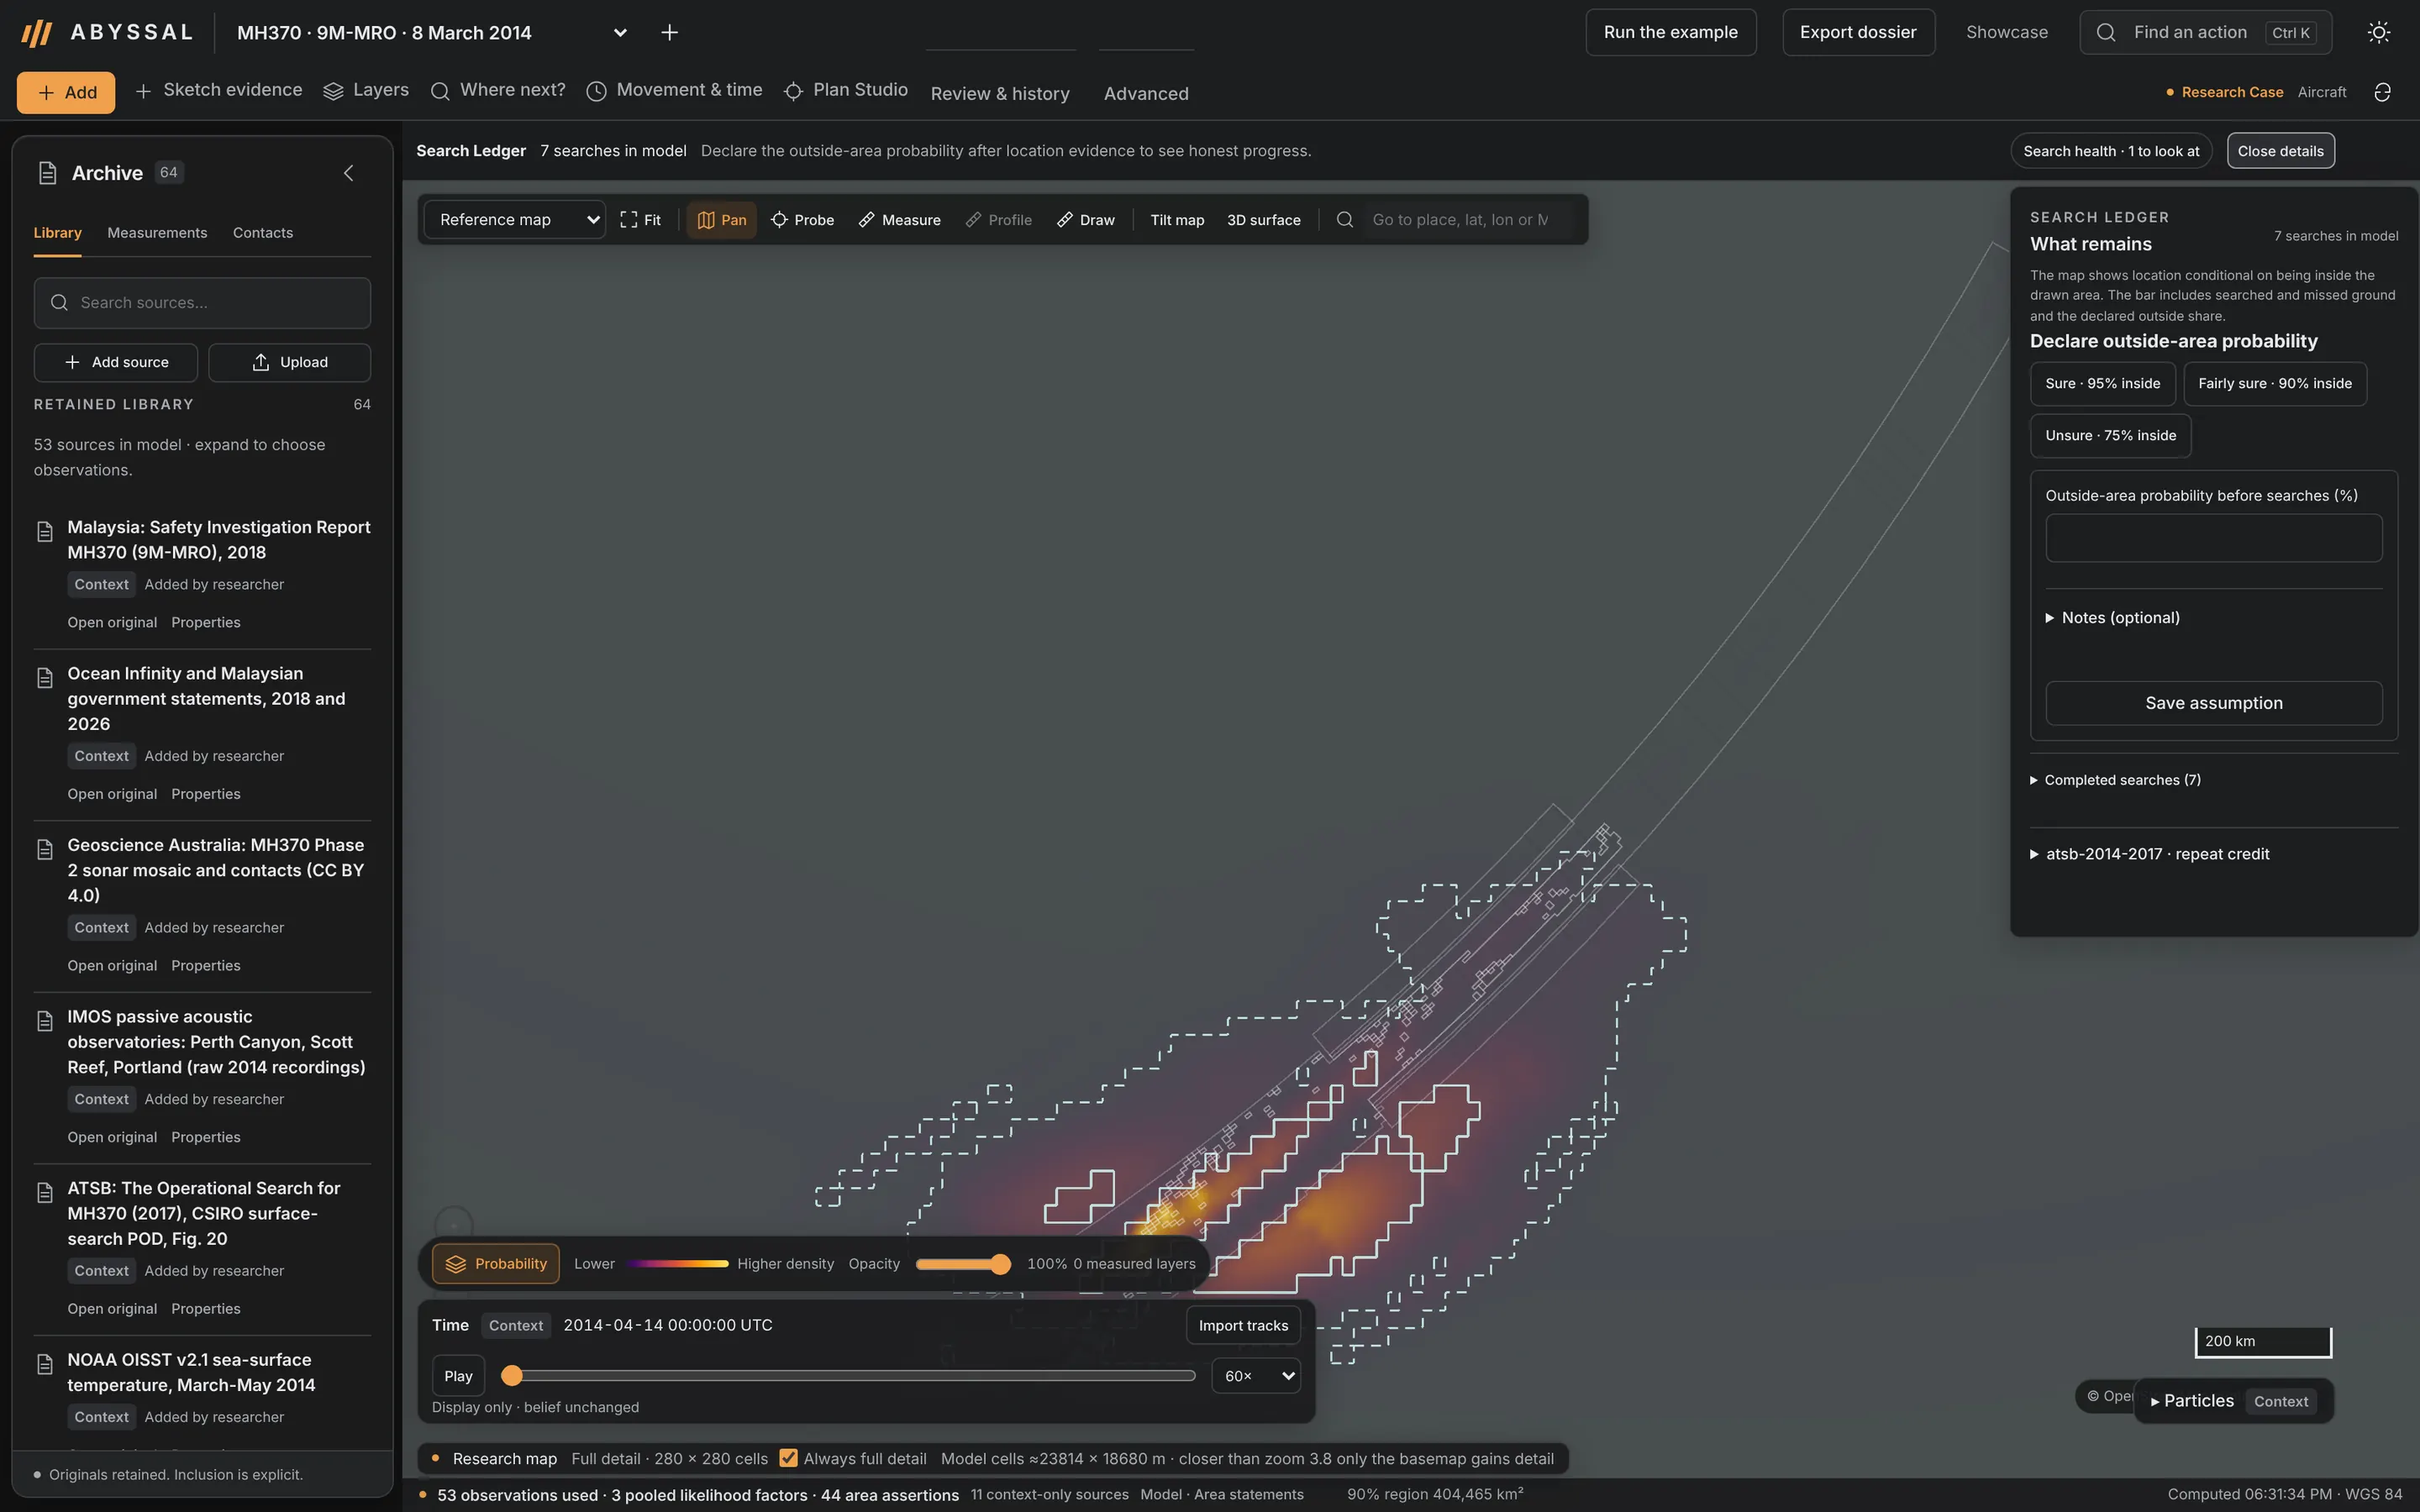 ABYSSAL
MH370 · 9M-MRO · 8 March 2014
Run the example
Export dossier
Showcase
Find an action
Ctrl K
Add
Sketch evidence
Layers
Where next?
Movement & time
Plan Studio
Review & history
Advanced
Research Case
Aircraft
Archive 64
Library
Measurements
Contacts
Search sources...
Add source
Upload
RETAINED LIBRARY 64
53 sources in model · expand to choose
observations.
Malaysia: Safety Investigation Report
MH370 (9M-MRO), 2018
Context Added by researcher
Open original Properties
Ocean Infinity and Malaysian
government statements, 2018 and
2026
Context Added by researcher
Open original Properties
Geoscience Australia: MH370 Phase
2 sonar mosaic and contacts (CC BY
4.0)
Context Added by researcher
Open original Properties
IMOS passive acoustic
observatories: Perth Canyon, Scott
Reef, Portland (raw 2014 recordings)
Context Added by researcher
Open original Properties
ATSB: The Operational Search for
MH370 (2017), CSIRO surface-
search POD, Fig. 20
Context Added by researcher
Open original Properties
NOAA OISST v2.1 sea-surface
temperature, March-May 2014
Context Added by researcher
Originals retained. Inclusion is explicit.
Search Ledger 7 searches in model Declare the outside-area probability after location evidence to see honest progress.
Search health · 1 to look at
Close details
Reference map
Fit
Pan
Probe
Measure
Profile
Draw
Tilt map
3D surface
Go to place, lat, lon or M
SEARCH LEDGER
What remains
7 searches in model
The map shows location conditional on being inside the
drawn area. The bar includes searched and missed ground
and the declared outside share.
Declare outside-area probability
Sure · 95% inside
Fairly sure · 90% inside
Unsure · 75% inside
Outside-area probability before searches (%)
Notes (optional)
Save assumption
Completed searches (7)
atsb-2014-2017 · repeat credit
Probability
Lower
Higher density
Opacity
100% 0 measured layers
Time Context 2014-04-14 00:00:00 UTC
Import tracks
Play
60×
Display only · belief unchanged
200 km
Particles Context
Research map Full detail · 280 × 280 cells Always full detail Model cells ≈23814 × 18680 m · closer than zoom 3.8 only the basemap gains detail
53 observations used · 3 pooled likelihood factors · 44 area assertions 11 context-only sources Model · Area statements 90% region 404,465 km²
Computed 06:31:34 PM · WGS 84